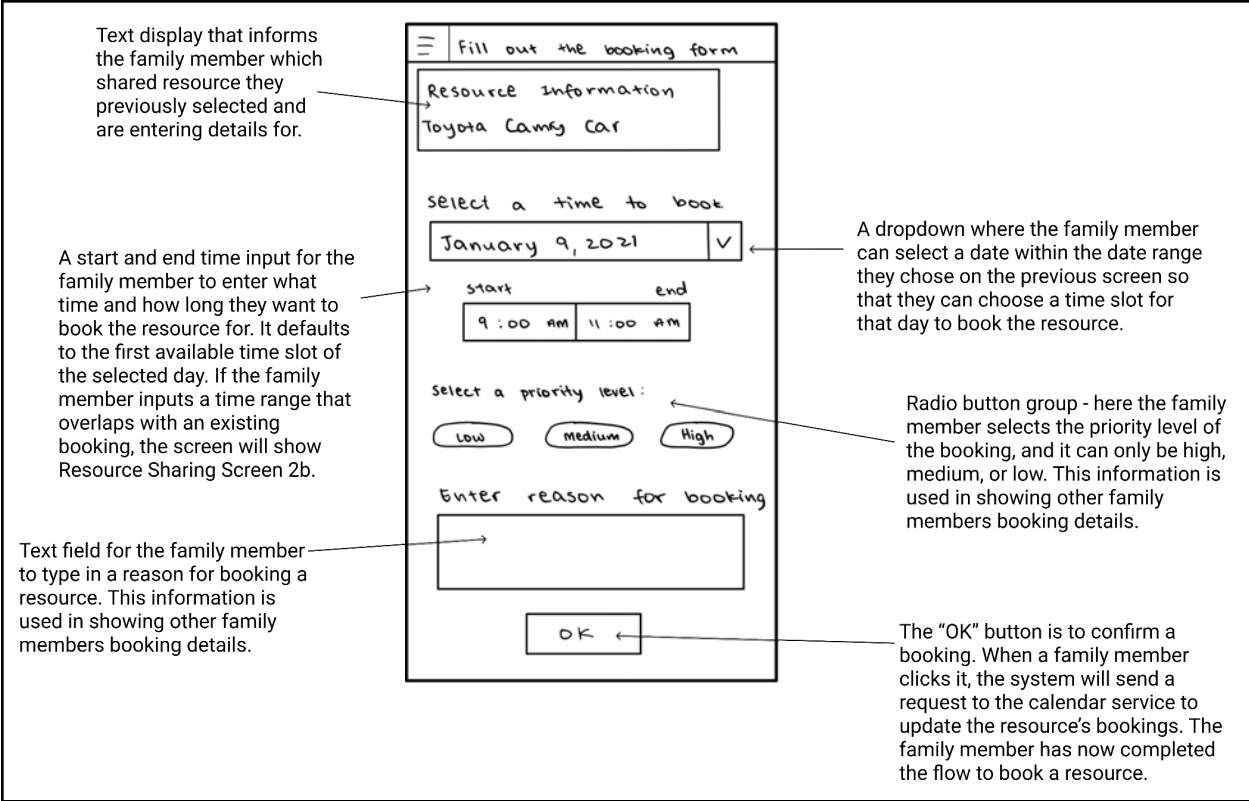 Text display that informs
the family member which
shared resource they
previously selected and
are entering details for.
Fill out the booking form
Resource Information
Toyota Camry Car
Select a time to book
January 9, 2021
start end
9:00 AM 11:00 AM
Select a priority level:
Low Medium High
Enter reason for booking
OK
A start and end time input for the
family member to enter what
time and how long they want to
book the resource for. It defaults
to the first available time slot of
the selected day. If the family
member inputs a time range that
overlaps with an existing
booking, the screen will show
Resource Sharing Screen 2b.
Text field for the family member
to type in a reason for booking a
resource. This information is
used in showing other family
members booking details.
A dropdown where the family member
can select a date within the date range
they chose on the previous screen so
that they can choose a time slot for
that day to book the resource.
Radio button group - here the family
member selects the priority level of
the booking, and it can only be high,
medium, or low. This information is
used in showing other family
members booking details.
The “OK” button is to confirm a
booking. When a family member
clicks it, the system will send a
request to the calendar service to
update the resource’s bookings. The
family member has now completed
the flow to book a resource.